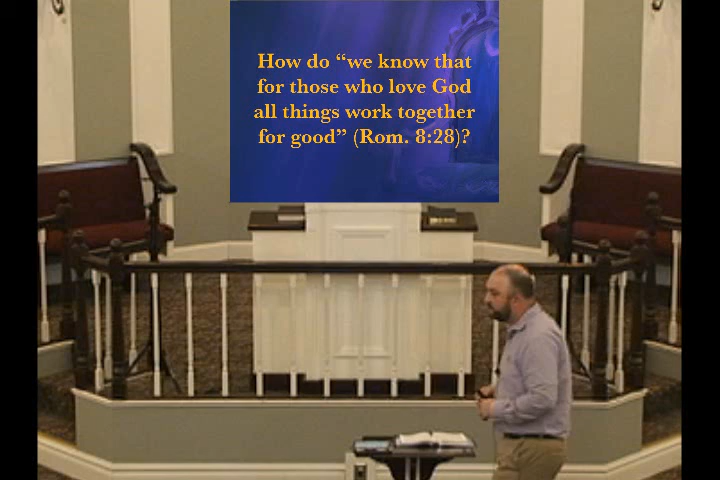 How do “we know that
for those who love God
all things work together
for good” (Rom. 8:28)?